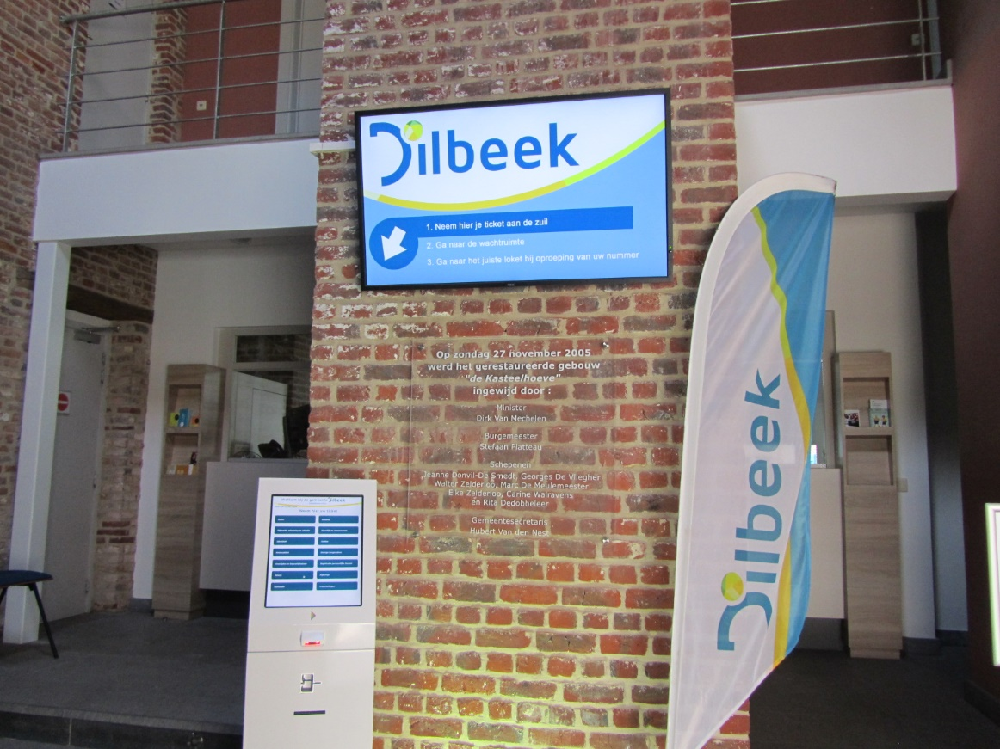 Dilbeek
1. Neem hier je ticket aan de zuil
2. Ga naar de wachtruimte
3. Ga naar het juiste loket bij oproeping van uw nummer
Op zondag 27 november 2005
werd het gerestaureerde gebouw
"de Kasteelhoeve"
ingewijd door :
Minister
Dirk Van Mechelen
Burgemeester
Stefaan Platteau
Schepenen
Jeanne Donvil-De Smedt, Georges De Vliegher
Walter Zelderloo, Marc De Meulemeester
Elke Zelderloo, Carine Walravens
en Rita Dedobbeleer
Gemeentesecretaris
Hubert Van den Nest
Dilbeek
Dilbeek